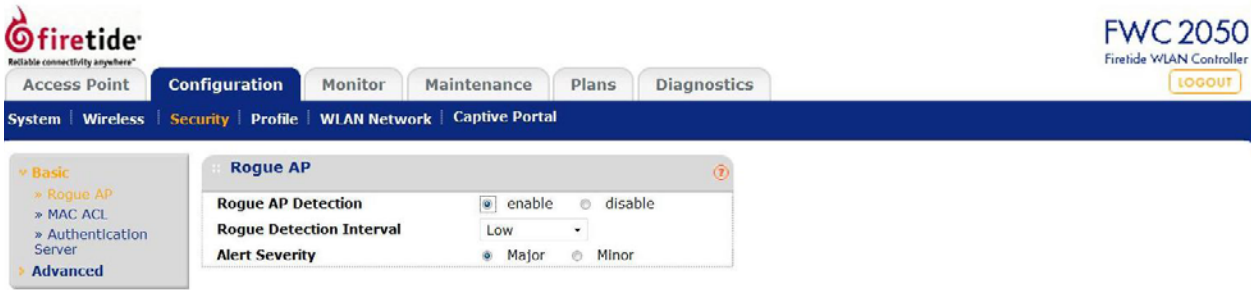 firetide
Reliable connectivity anywhere™
FWC 2050
Firetide WLAN Controller
LOGOUT
Access Point Configuration Monitor Maintenance Plans Diagnostics
System Wireless Security Profile WLAN Network Captive Portal
Basic
» Rogue AP
» MAC ACL
» Authentication
Server
Advanced
Rogue AP ?
Rogue AP Detection enable disable
Rogue Detection Interval Low
Alert Severity Major Minor